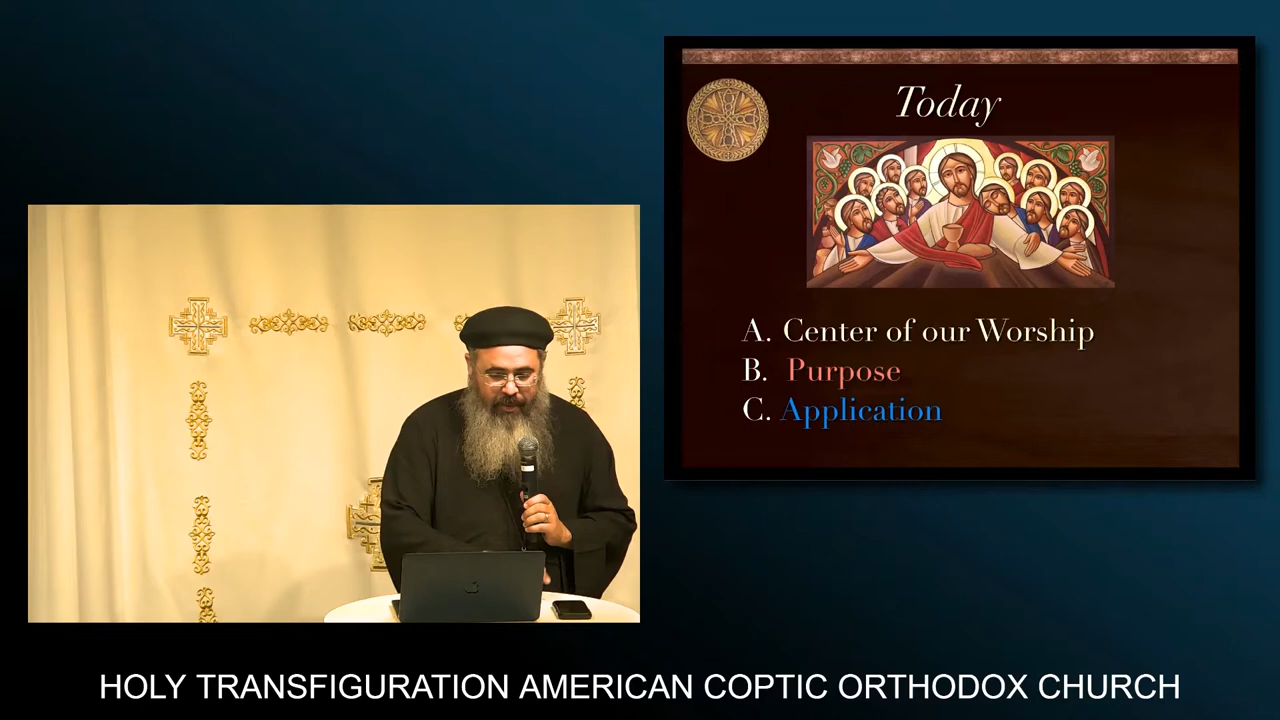 Today
A. Center of our Worship
B. Purpose
C. Application
HOLY TRANSFIGURATION AMERICAN COPTIC ORTHODOX CHURCH